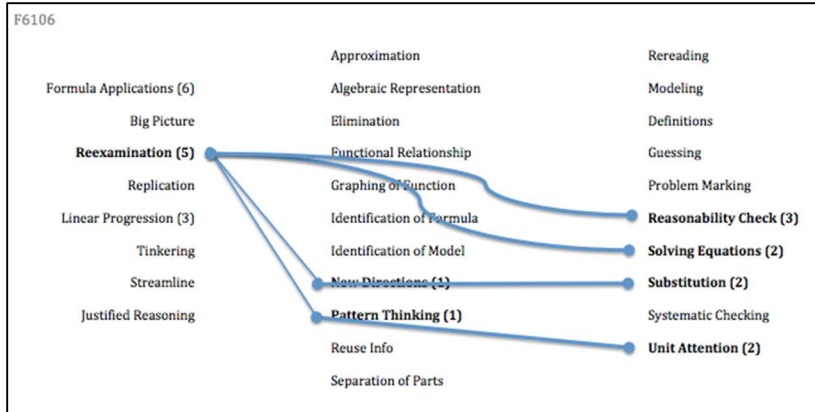 F6106
Formula Applications (6)
Big Picture
Reexamination (5)
Replication
Linear Progression (3)
Tinkering
Streamline
Justified Reasoning
Approximation
Algebraic Representation
Elimination
Functional Relationship
Graphing of Function
Identification of Formula
Identification of Model
New Directions (1)
Pattern Thinking (1)
Reuse Info
Separation of Parts
Rereading
Modeling
Definitions
Guessing
Problem Marking
Reasonability Check (3)
Solving Equations (2)
Substitution (2)
Systematic Checking
Unit Attention (2)